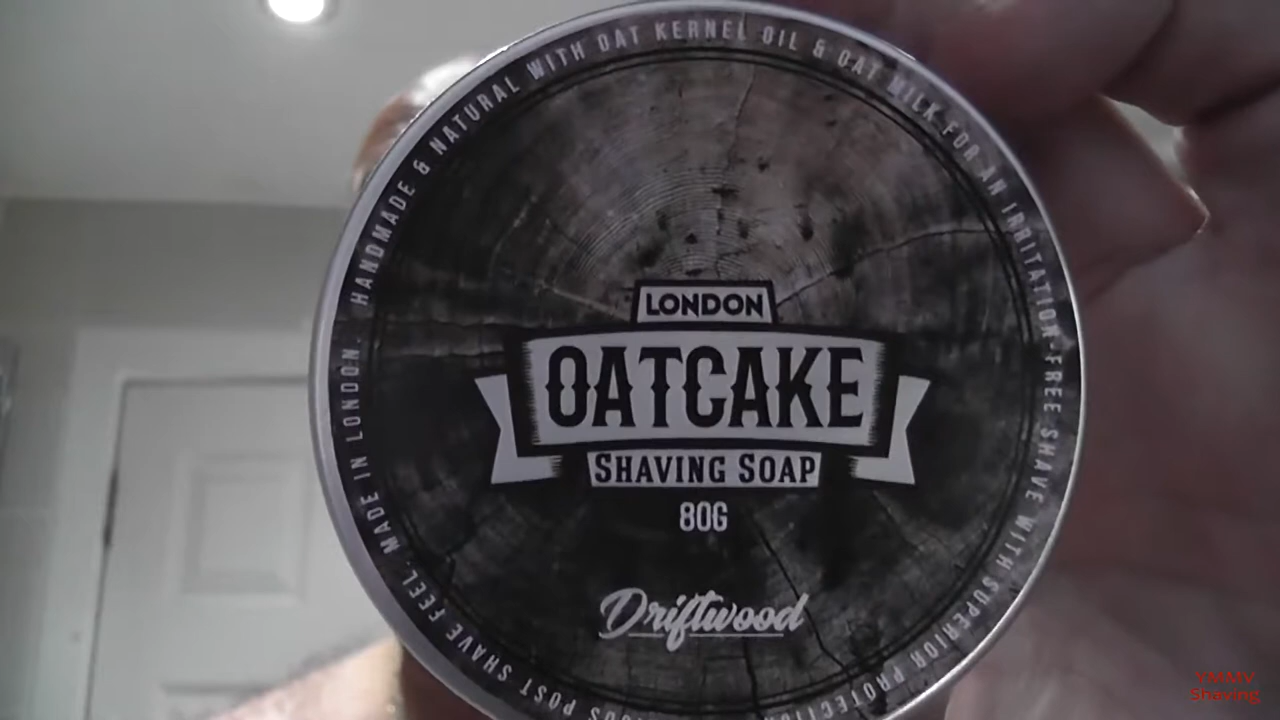 HANDMADE & NATURAL WITH OAT KERNEL OIL & OAT MILK FOR AN IRRITATION-FREE SHAVE WITH SUPERIOR PROTECTION
POST SHAVE FEEL. MADE IN LONDON.
LONDON
OATCAKE
SHAVING SOAP
80G
Driftwood
YMMV
Shaving